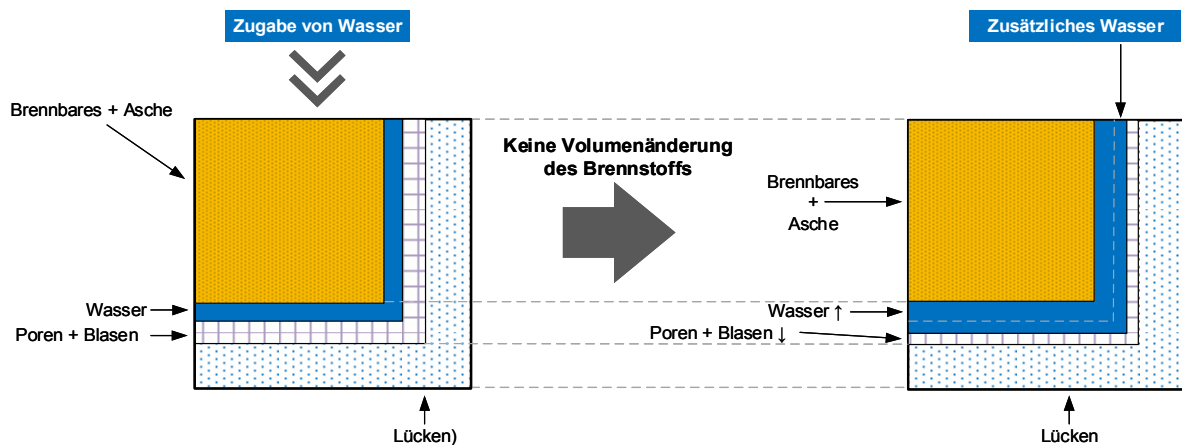 Zugabe von Wasser
Zusätzliches Wasser
Brennbares + Asche
Keine Volumenänderung
des Brennstoffs
Brennbares
+
Asche
Wasser
Poren + Blasen
Wasser ↑
Poren + Blasen ↓
Lücken)
Lücken